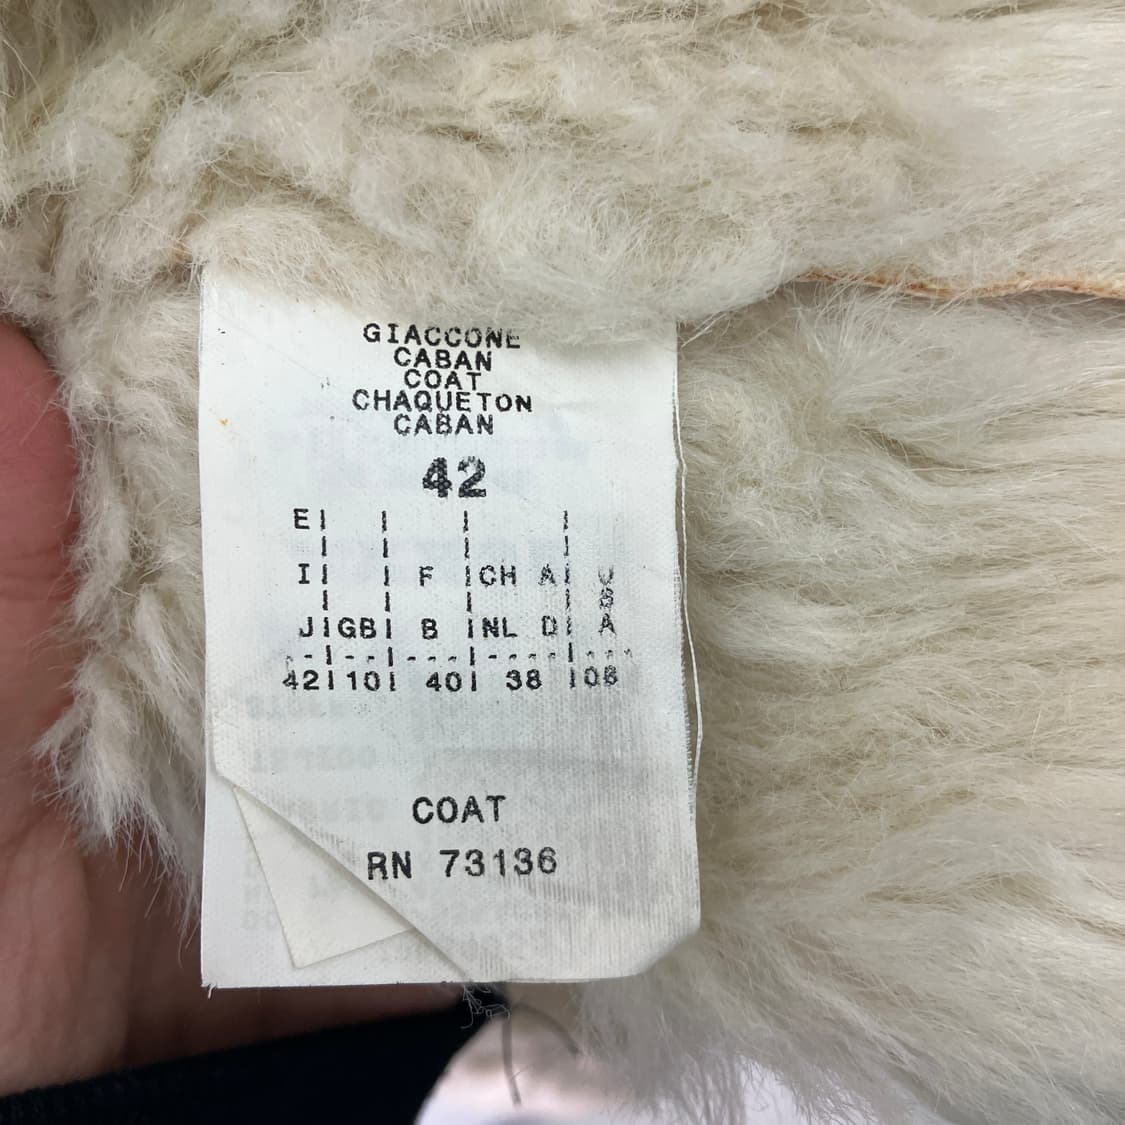 GIACCONE
CABAN
COAT
CHAQUETON
CABAN
42
E| | | |
| | | |
I| | F |CH A| U
| | | | S
J|GB| B |NL D| A
--|--|---|----|---
42|10| 40| 38 |08
COAT
RN 73136